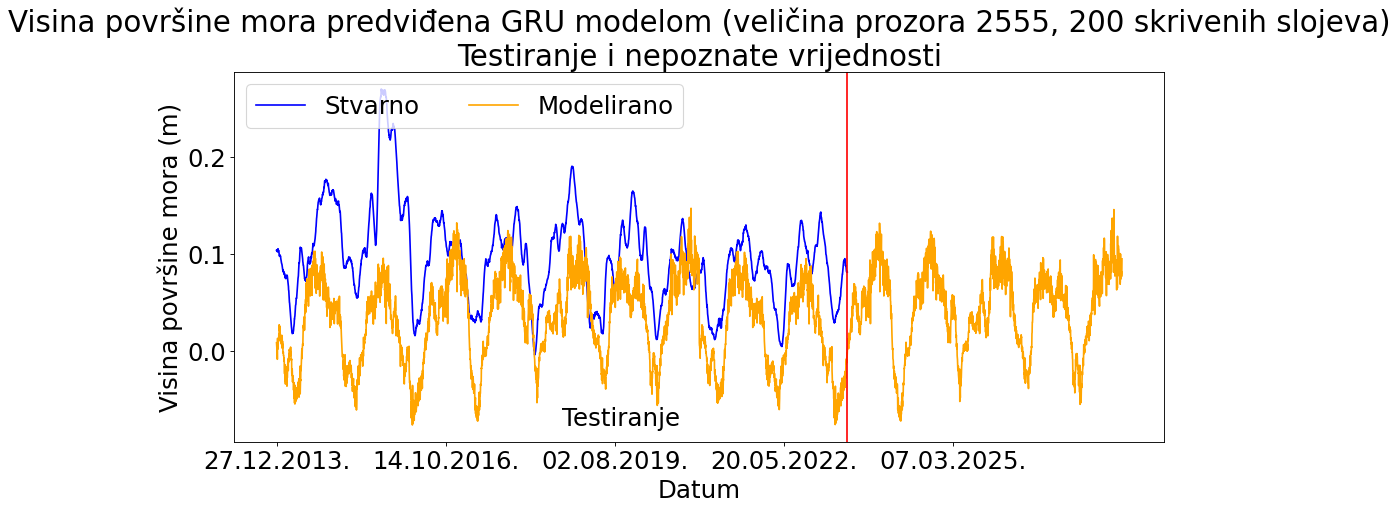 Visina površine mora predviđena GRU modelom (veličina prozora 2555, 200 skrivenih slojeva)
Testiranje i nepoznate vrijednosti
Stvarno
Modelirano
Visina površine mora (m)
0.2
0.1
0.0
Testiranje
27.12.2013.
14.10.2016.
02.08.2019.
20.05.2022.
07.03.2025.
Datum